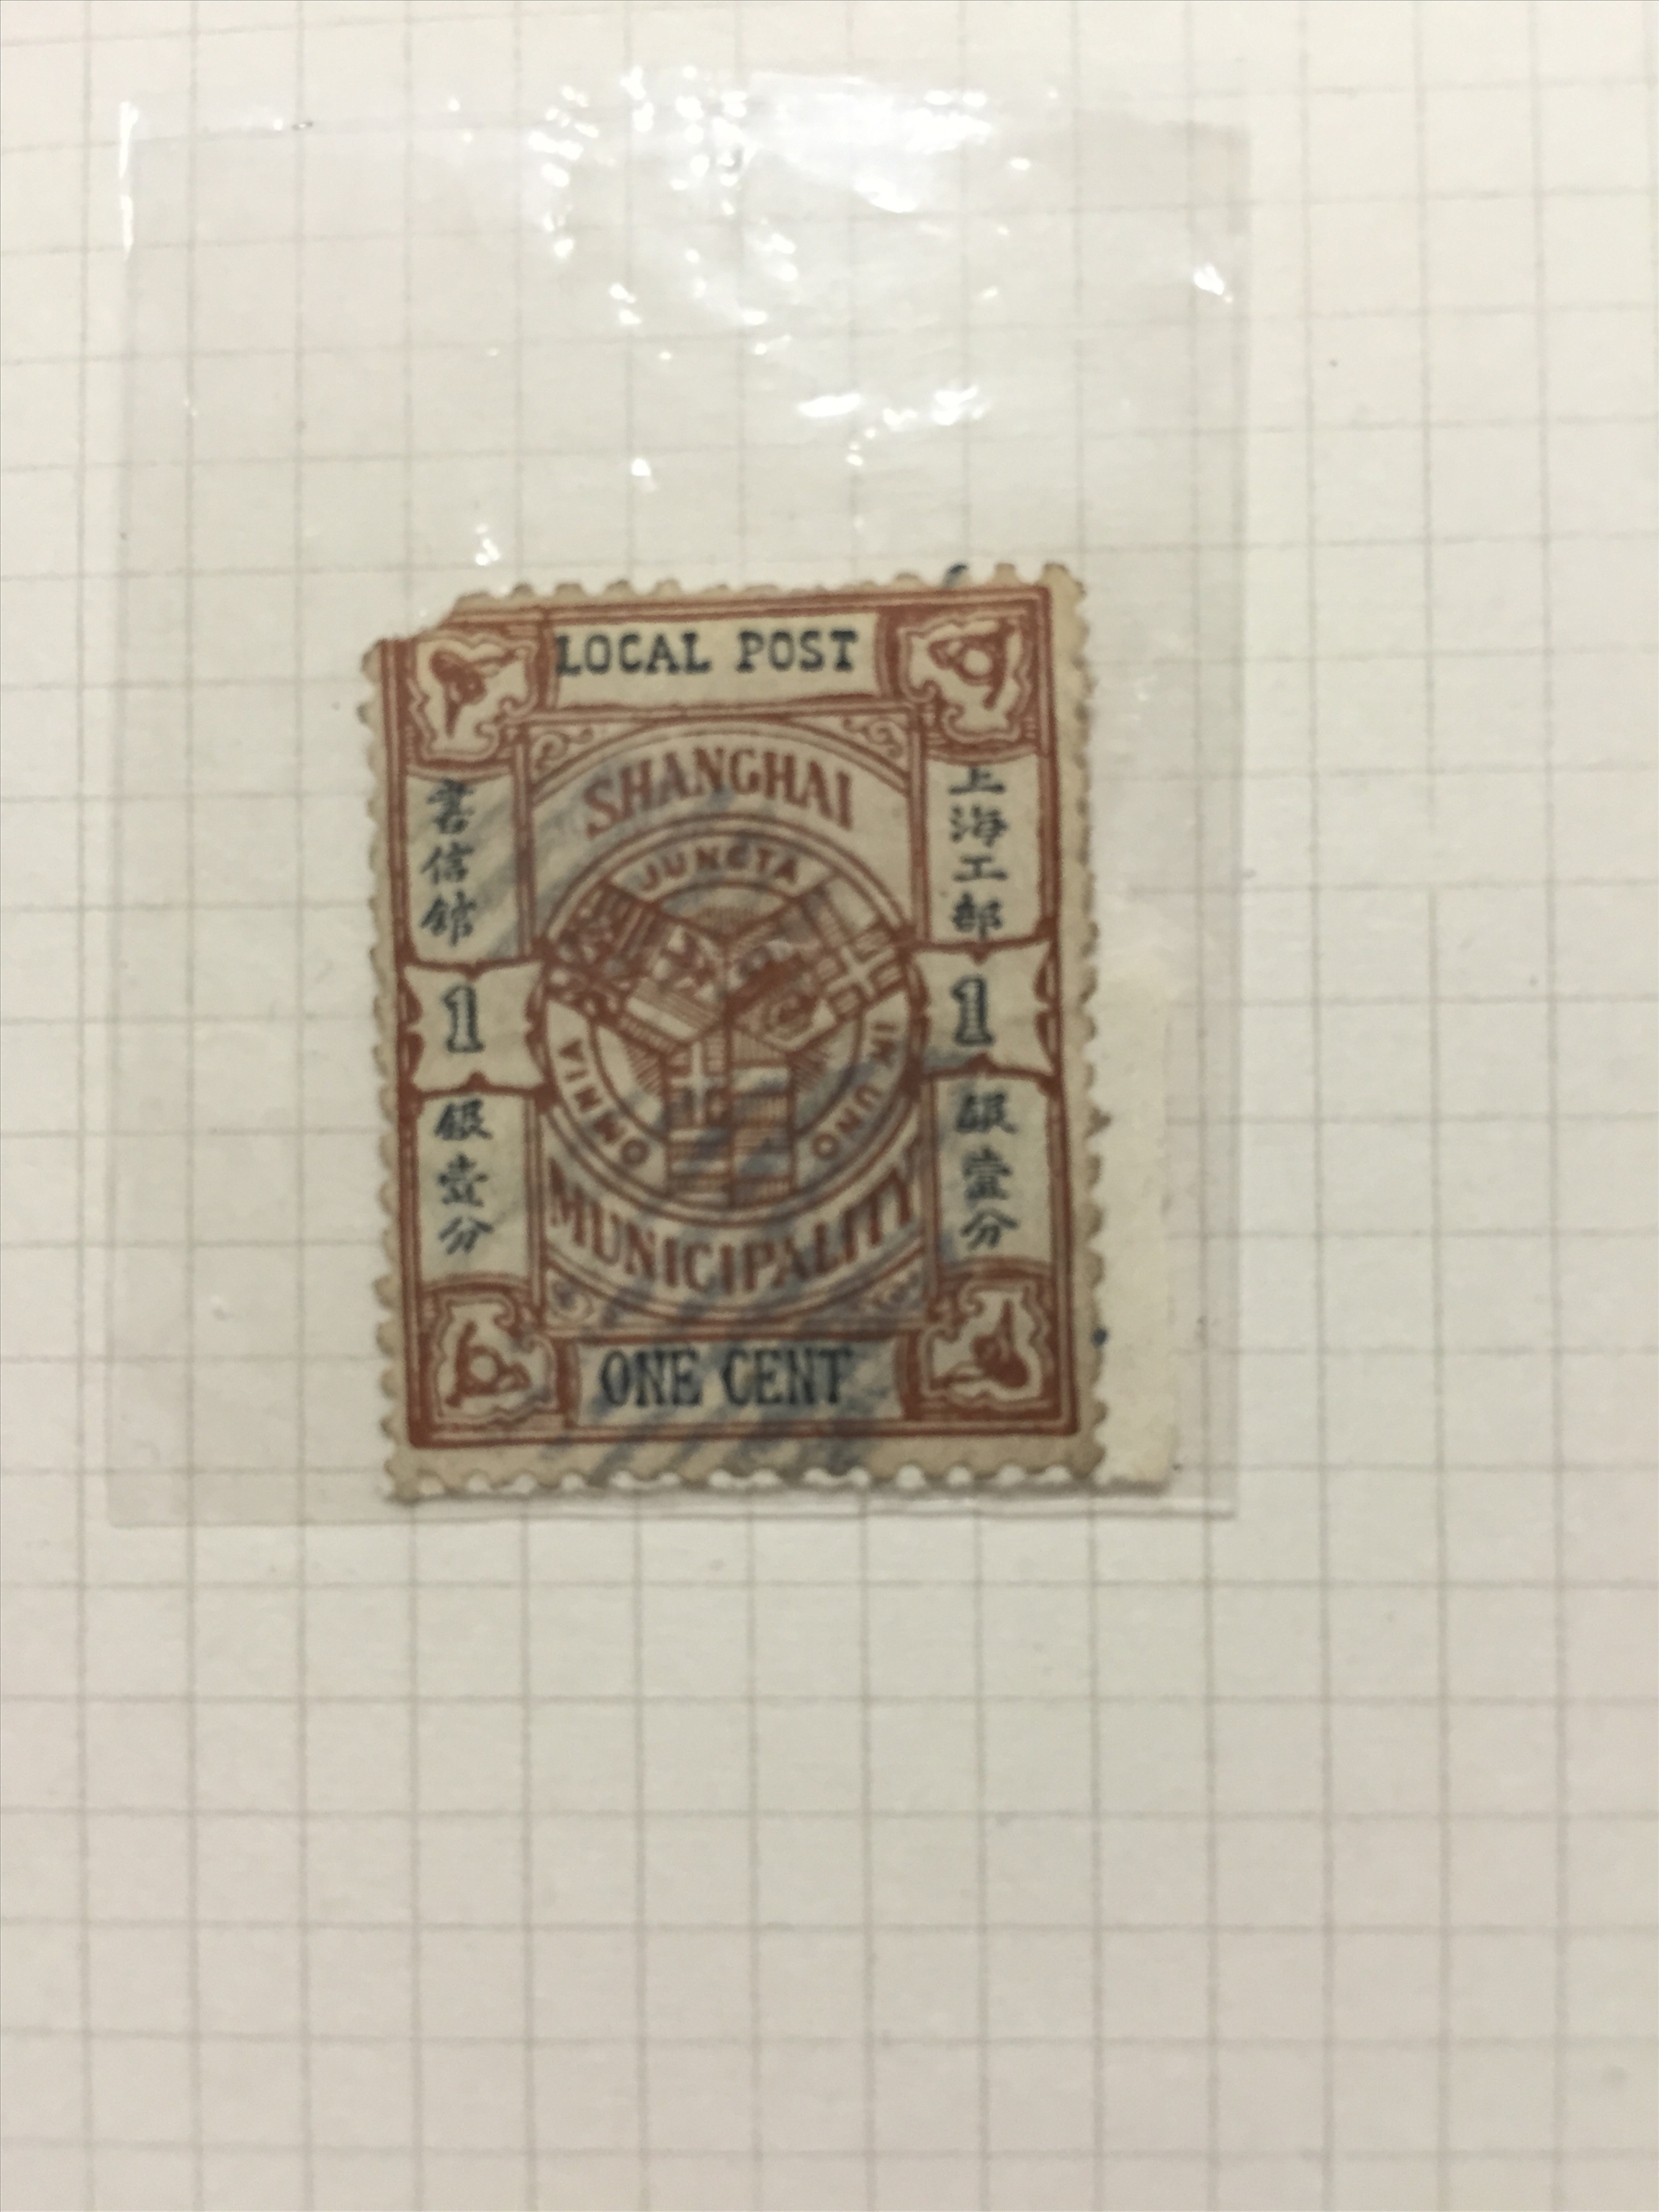 LOCAL POST
SHANGHAI
JUNCTA IN UNO OMNIA
MUNICIPALITY
上海工部
書信館
1
1
銀壹分
銀壹分
ONE CENT